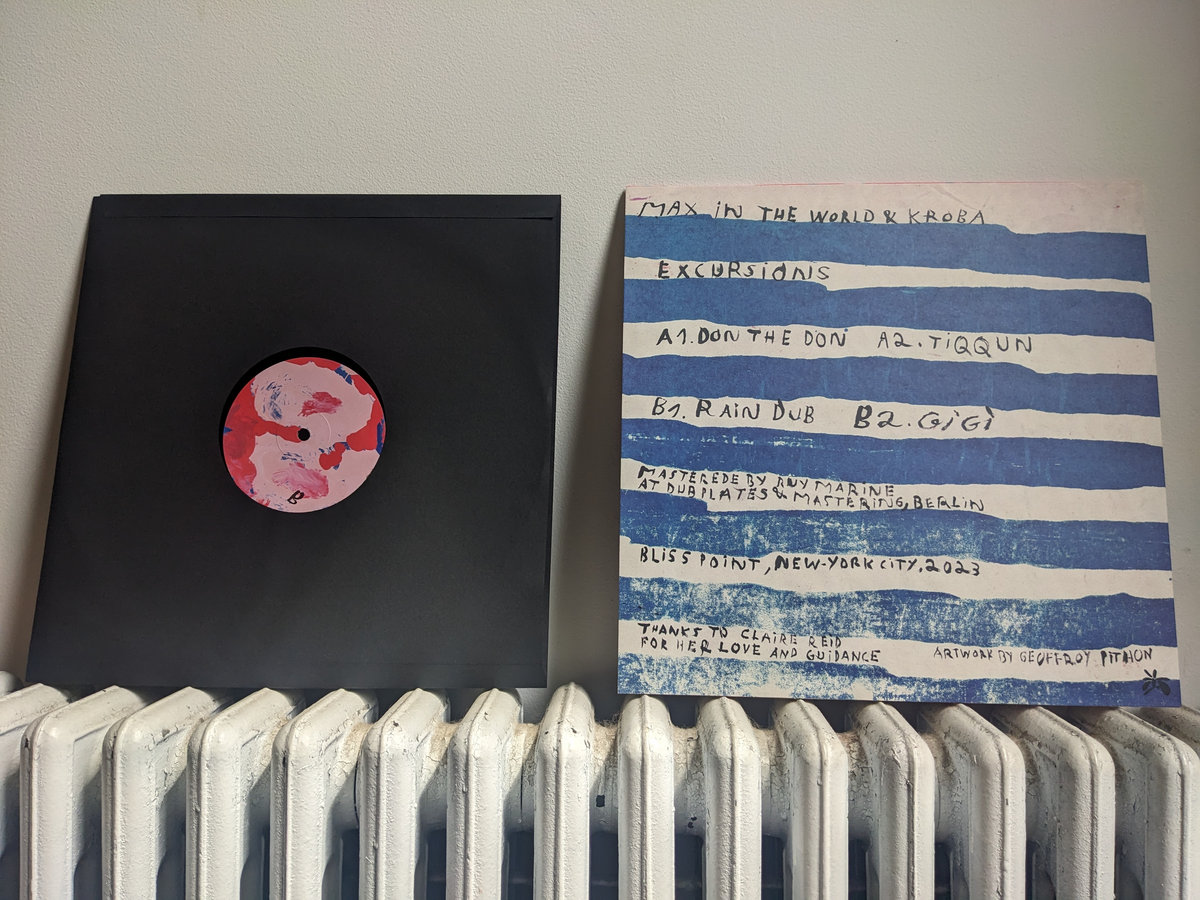 B
MAX iN THE WORLD & KROBA
EXCURSiONS
A1. DON THE DON A2. TiQQUN
B1. RAiN DUB B2. GiGi
MASTEREDE BY RUY MARiNE
AT DUBPLATES & MASTERiNG, BERLiN
BLiSS POiNT, NEW-YORK CiTY, 2023
THANKS TO CLAiRE REiD
FOR HER LOVE AND GUiDANCE
ARTWORK BY GEOFFROY PiTHON